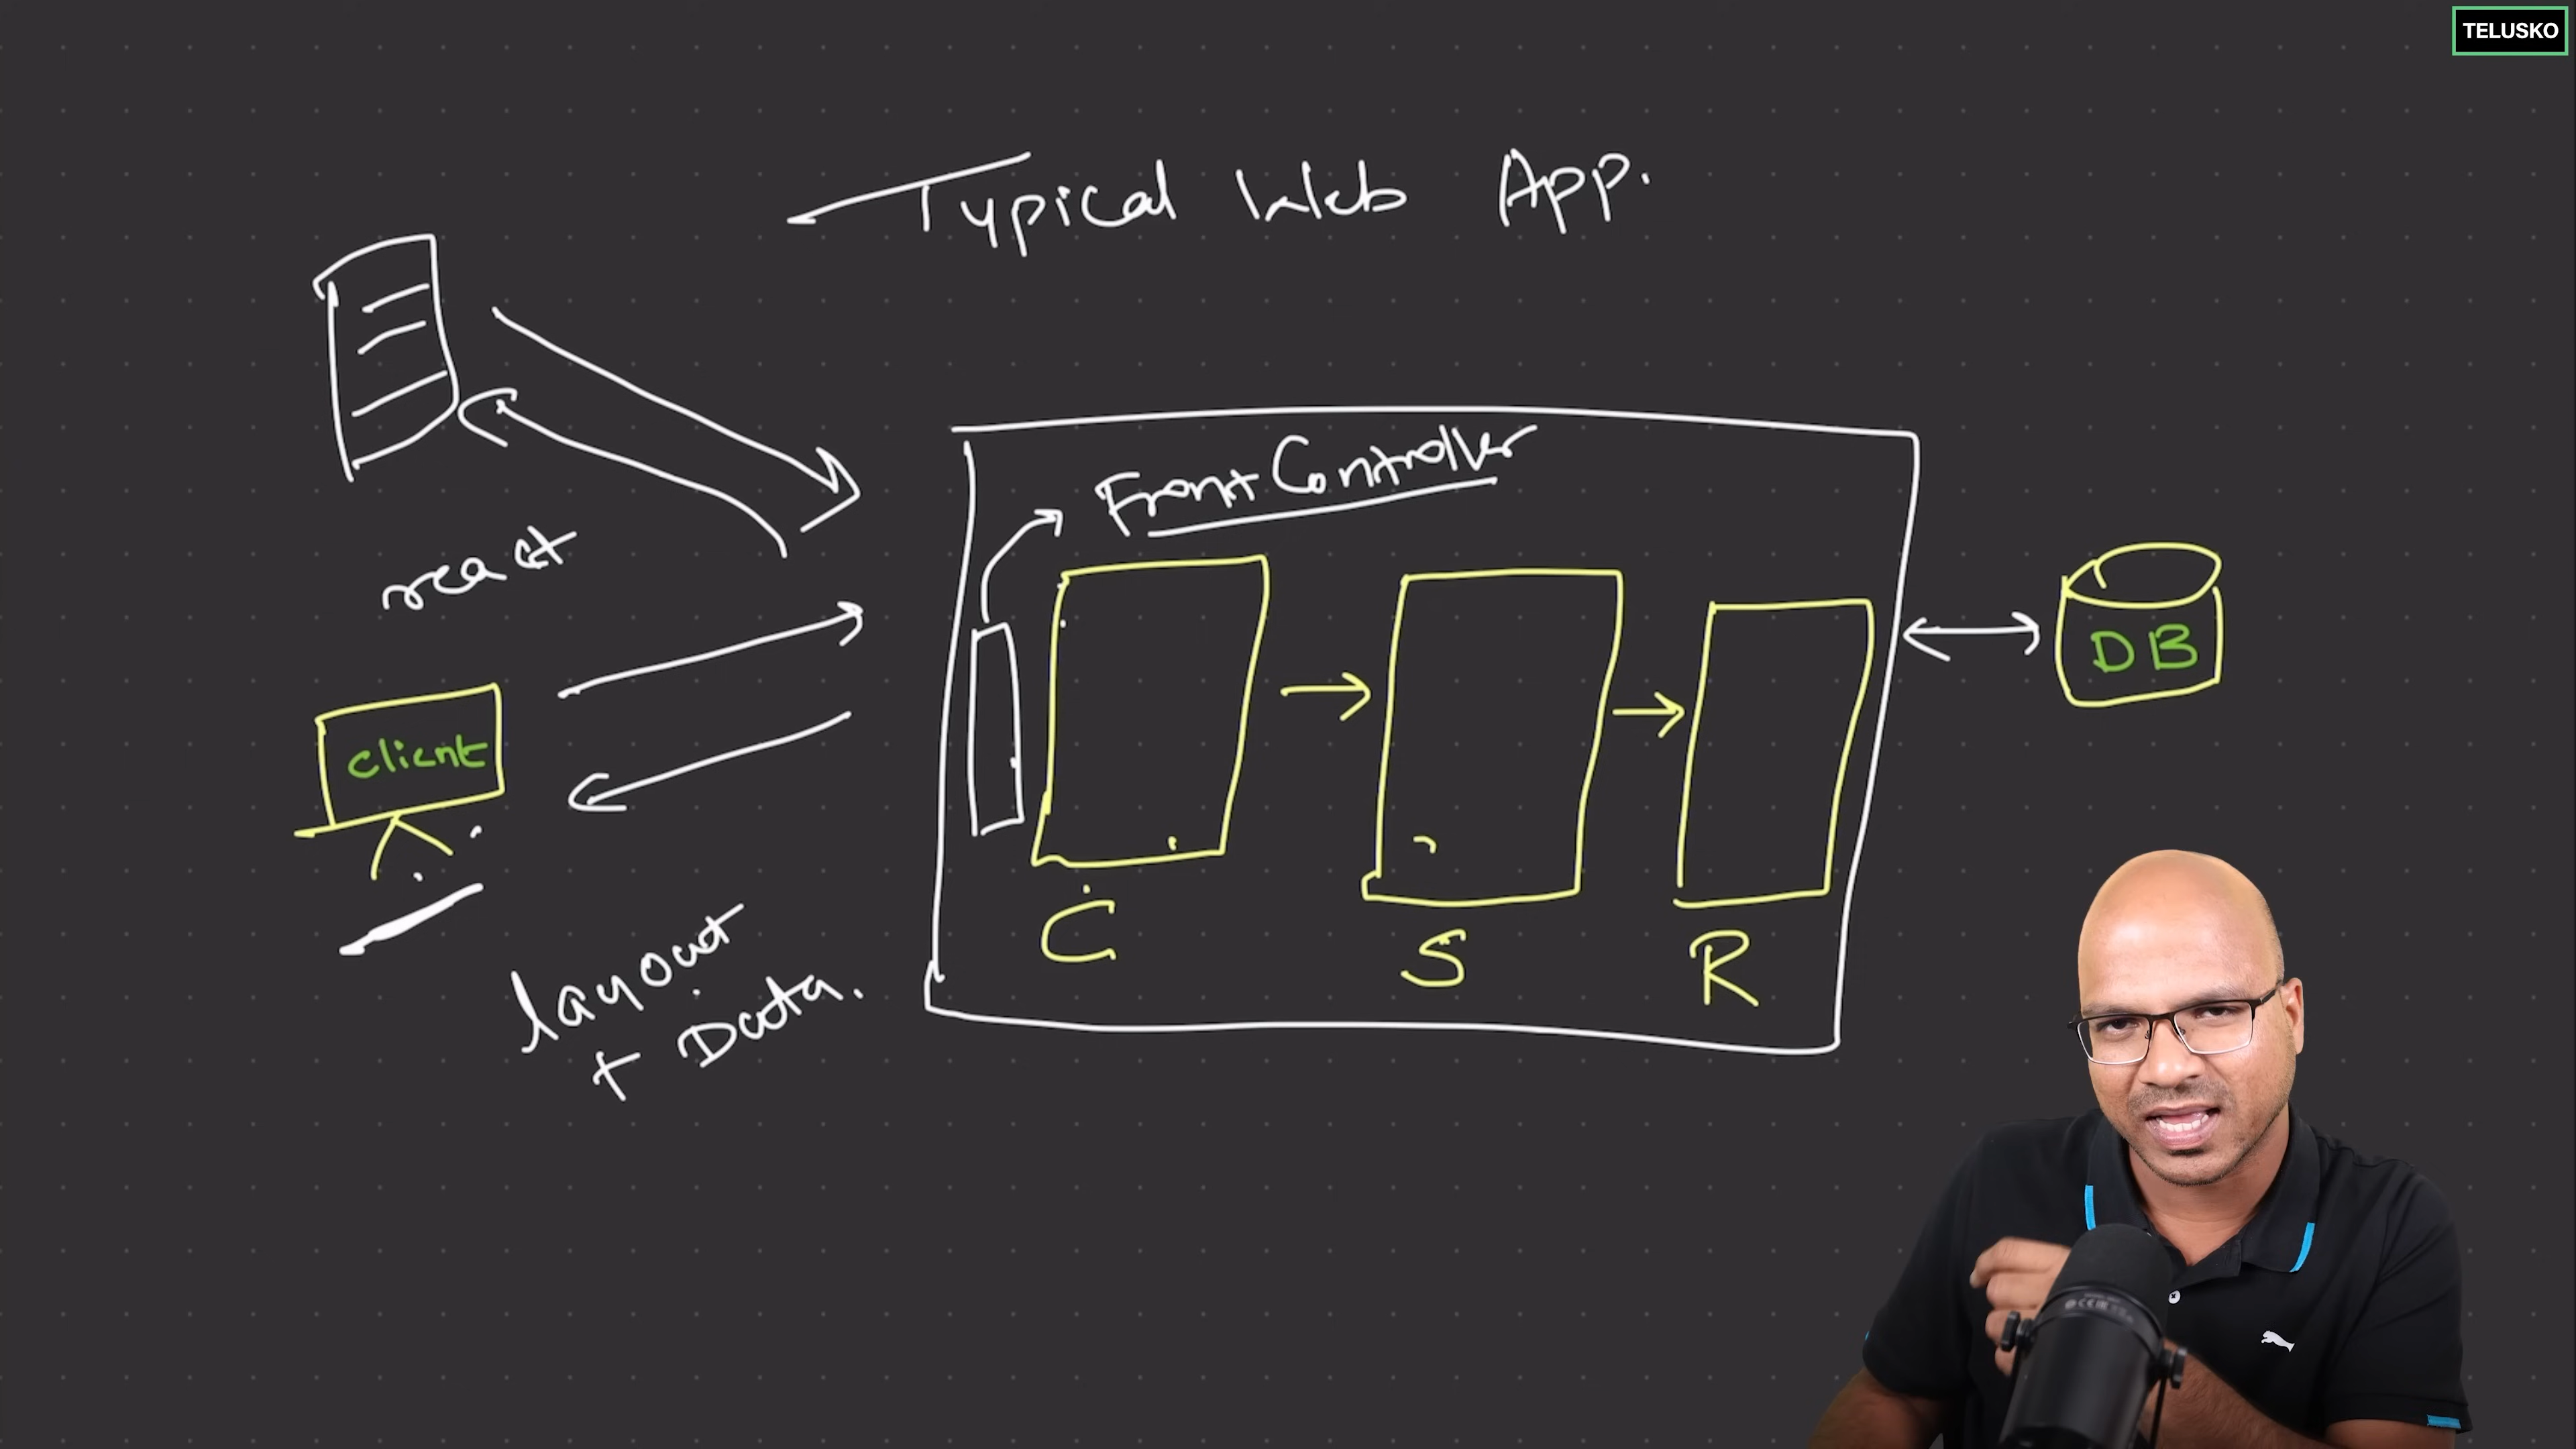 TELUSKO
Typical Web App.
Front Controller
react
DB
client
C
S
R
layout
+ Data.